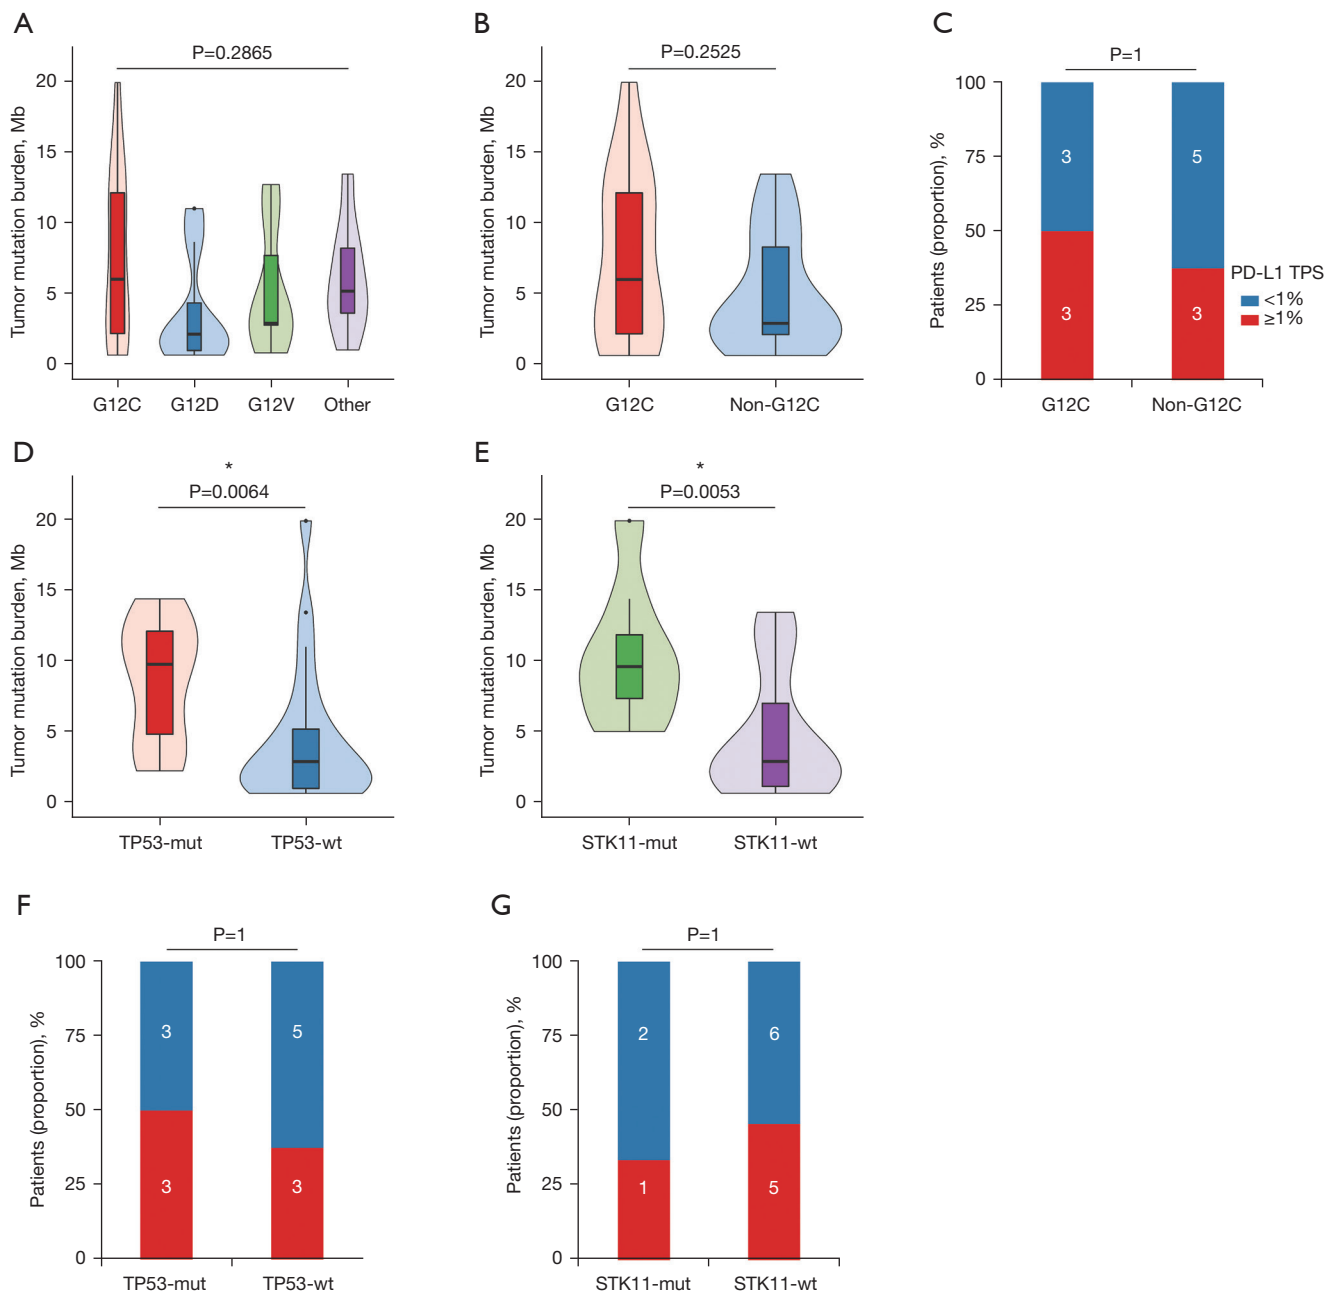 A
P=0.2865
Tumor mutation burden, Mb
20
15
10
5
0
G12C G12D G12V Other
B
P=0.2525
Tumor mutation burden, Mb
20
15
10
5
0
G12C Non-G12C
C
P=1
Patients (proportion), %
100
75
50
25
0
3 5
3 3
G12C Non-G12C
PD-L1 TPS
<1%
≥1%
D
*
P=0.0064
Tumor mutation burden, Mb
20
15
10
5
0
TP53-mut TP53-wt
E
*
P=0.0053
Tumor mutation burden, Mb
20
15
10
5
0
STK11-mut STK11-wt
F
P=1
Patients (proportion), %
100
75
50
25
0
3 5
3 3
TP53-mut TP53-wt
G
P=1
Patients (proportion), %
100
75
50
25
0
2 6
1 5
STK11-mut STK11-wt